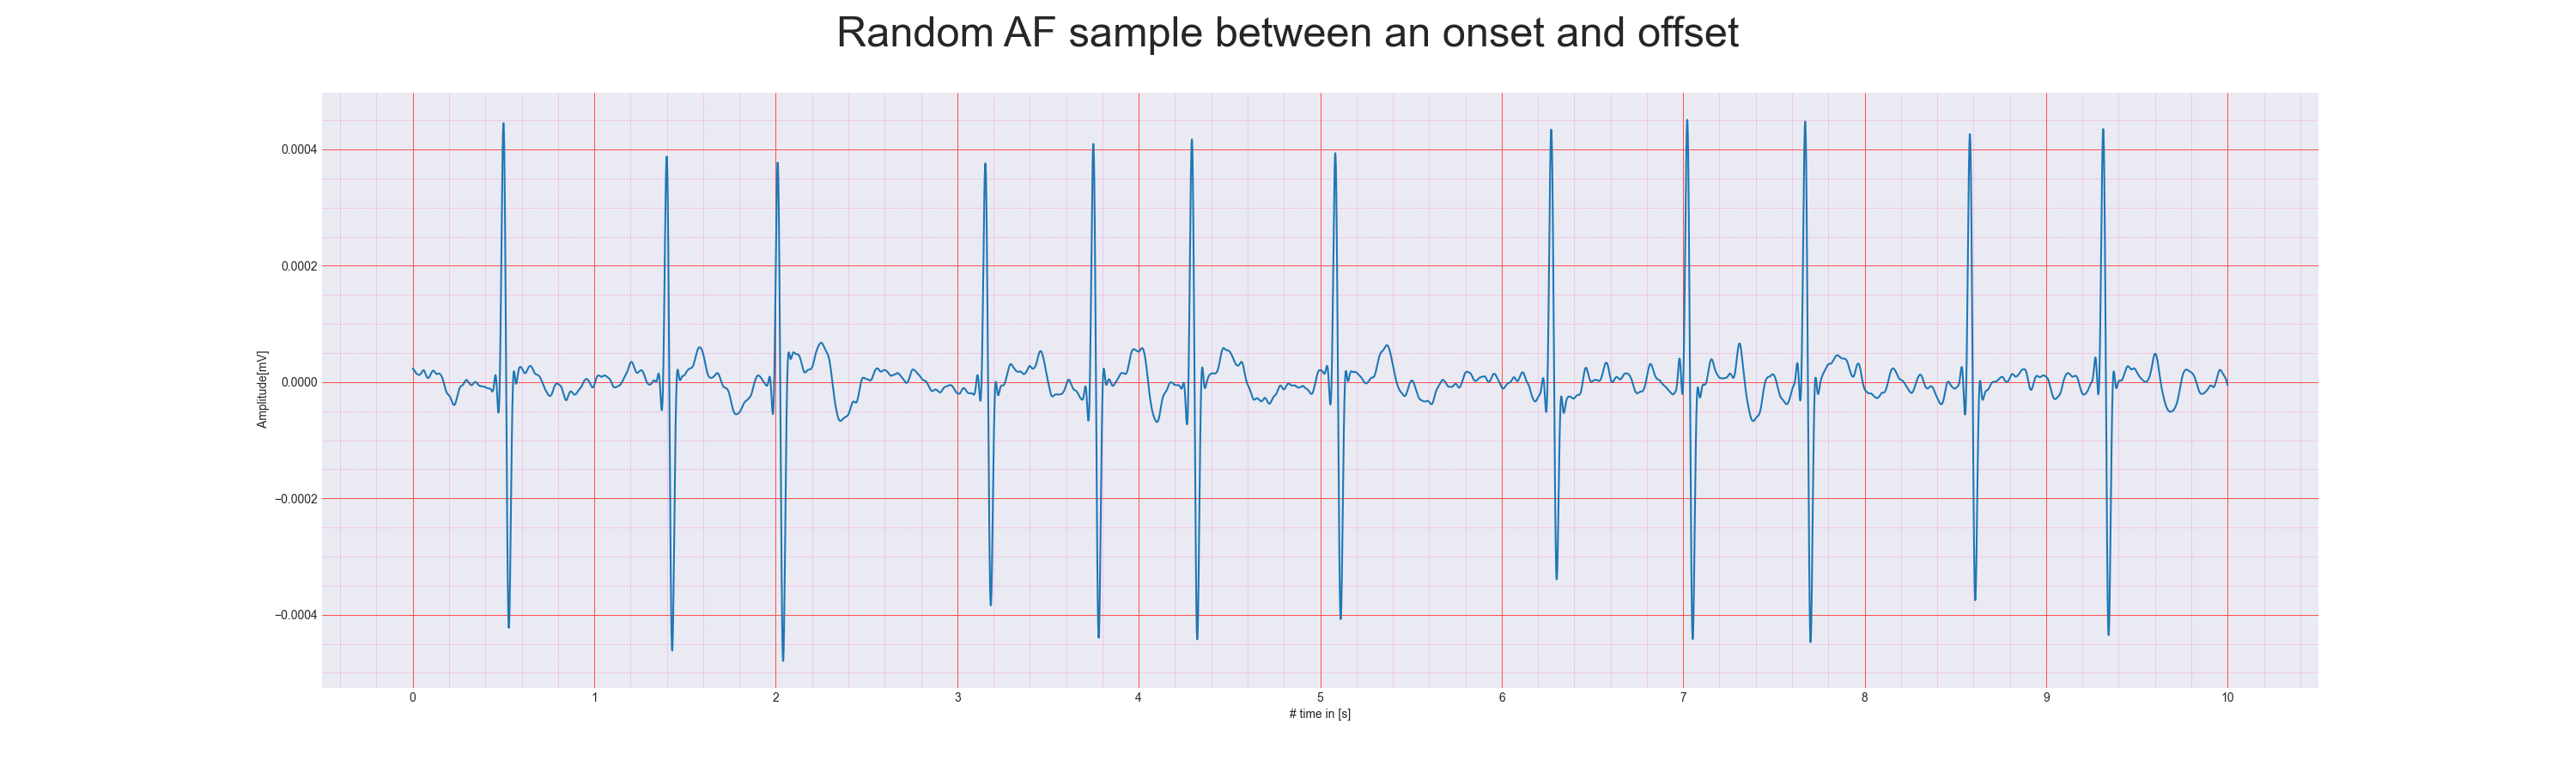 Random AF sample between an onset and offset
0.0004
0.0002
0.0000
−0.0002
−0.0004
Amplitude[mV]
0 1 2 3 4 5 6 7 8 9 10
# time in [s]